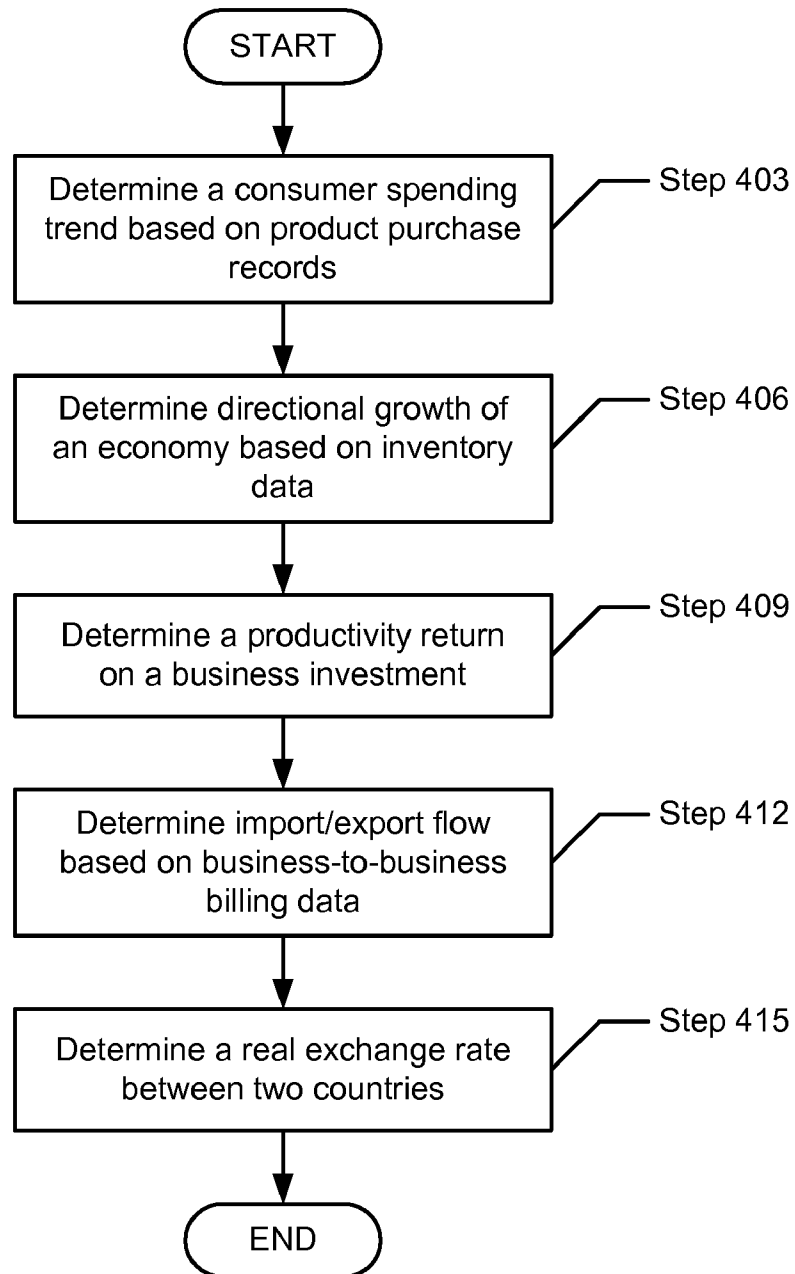 START
Determine a consumer spending
trend based on product purchase
records
Step 403
Determine directional growth of
an economy based on inventory
data
Step 406
Determine a productivity return
on a business investment
Step 409
Determine import/export flow
based on business-to-business
billing data
Step 412
Determine a real exchange rate
between two countries
Step 415
END